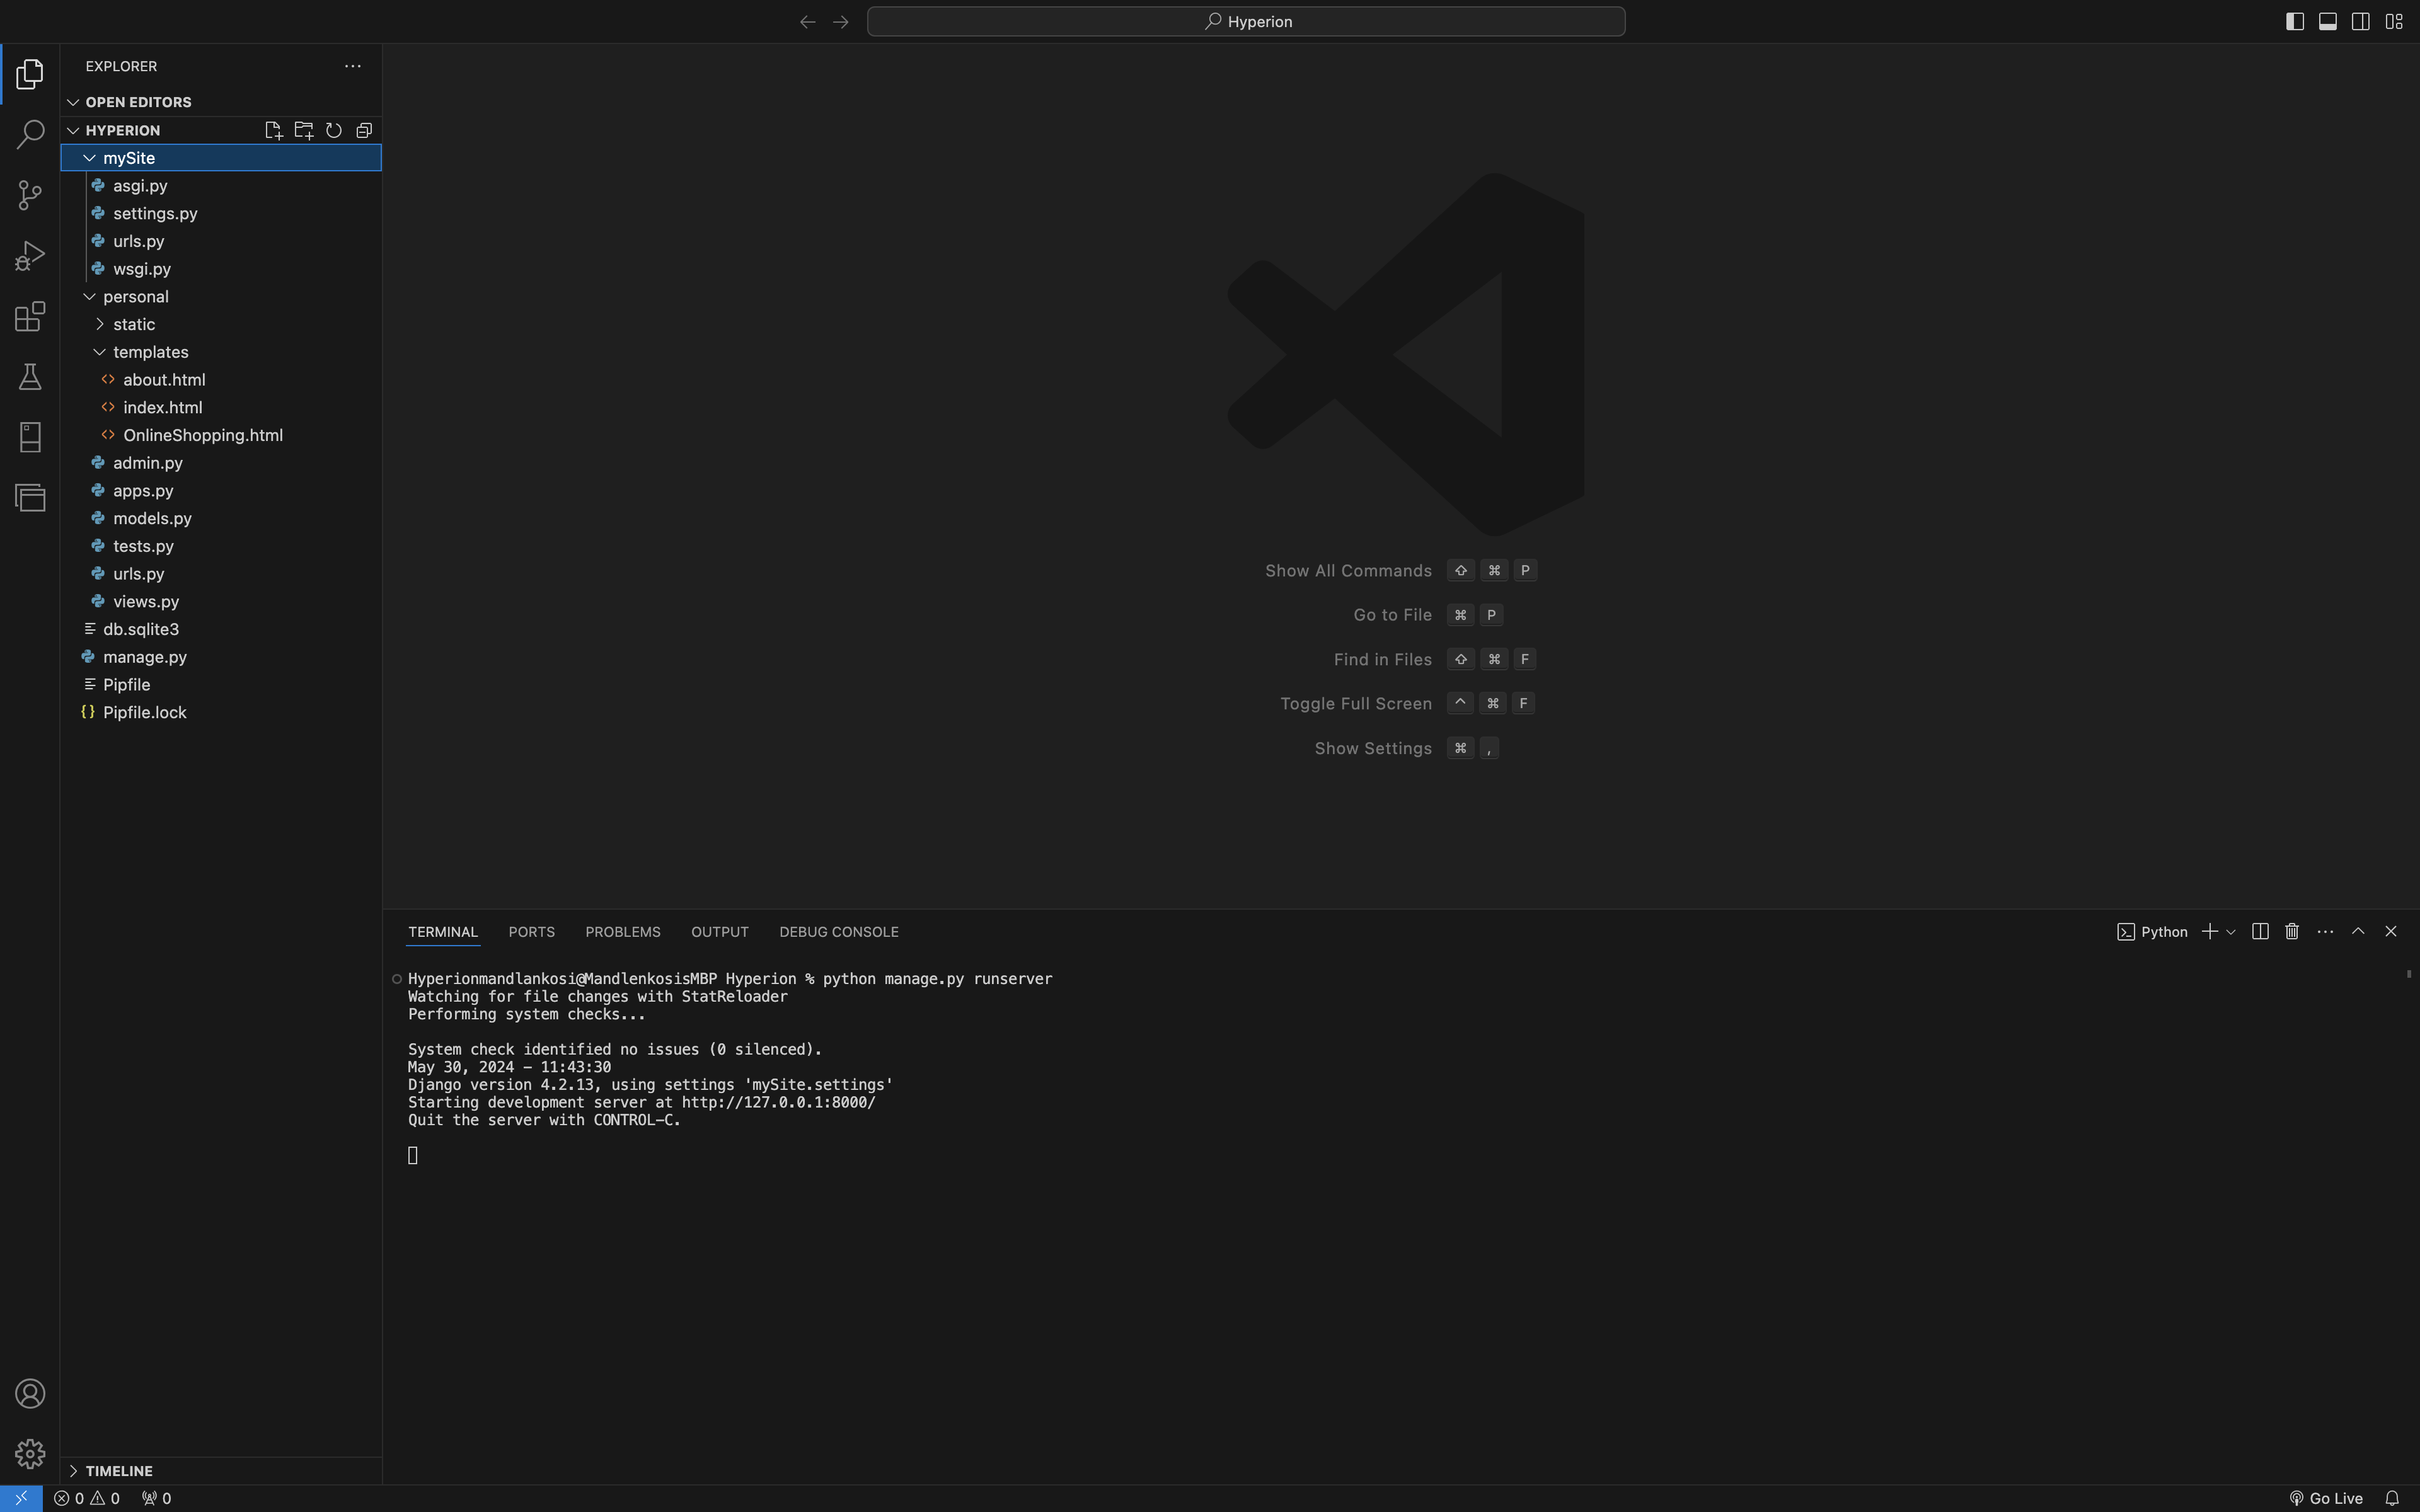 Hyperion
EXPLORER
OPEN EDITORS
HYPERION
mySite
asgi.py
settings.py
urls.py
wsgi.py
personal
static
templates
about.html
index.html
OnlineShopping.html
admin.py
apps.py
models.py
tests.py
urls.py
views.py
db.sqlite3
manage.py
Pipfile
Pipfile.lock
TIMELINE
Show All Commands ⇧ ⌘ P
Go to File ⌘ P
Find in Files ⇧ ⌘ F
Toggle Full Screen ^ ⌘ F
Show Settings ⌘ ,
TERMINAL PORTS PROBLEMS OUTPUT DEBUG CONSOLE Python
Hyperionmandlankosi@MandlenkosisMBP Hyperion % python manage.py runserver
Watching for file changes with StatReloader
Performing system checks...
System check identified no issues (0 silenced).
May 30, 2024 - 11:43:30
Django version 4.2.13, using settings 'mySite.settings'
Starting development server at http://127.0.0.1:8000/
Quit the server with CONTROL-C.
0 0 0 Go Live